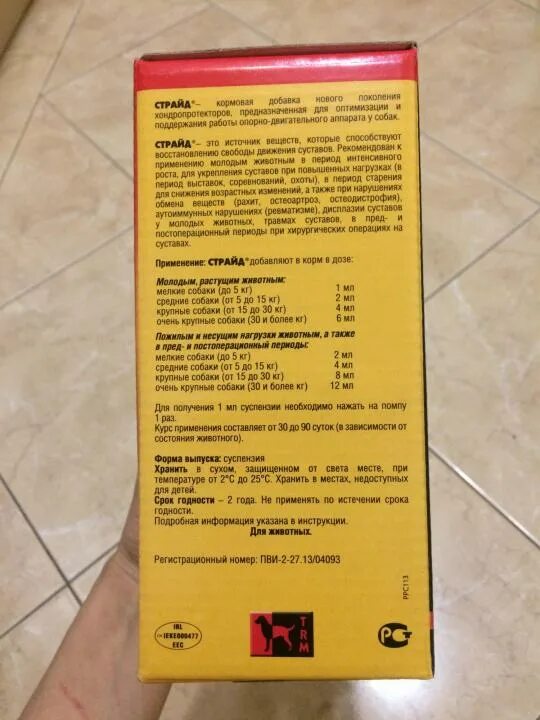 СТРАЙД®– кормовая добавка нового поколения
хондропротекторов, предназначенная для оптимизации и
поддержания работы опорно-двигательного аппарата у собак.
СТРАЙД®– это источник веществ, которые способствуют
восстановлению свободы движения суставов. Рекомендован к
применению молодым животным в период интенсивного
роста, для укрепления суставов при повышенных нагрузках (в
период выставок, соревнований, охоты), в период старения
для снижения возрастных изменений, а также при нарушениях
обмена веществ (рахит, остеоартроз, остеодистрофия),
аутоиммунных нарушениях (ревматизме), дисплазии суставов
у молодых животных, травмах суставов, в пред- и
постоперационный периоды при хирургических операциях на
суставах.
Применение: СТРАЙД® добавляют в корм в дозе:
Молодым, растущим животным:
мелкие собаки (до 5 кг) 1 мл
средние собаки (от 5 до 15 кг) 2 мл
крупные собаки (от 15 до 30 кг) 4 мл
очень крупные собаки (30 и более кг) 6 мл
Пожилым и несущим нагрузки животным, а также
в пред- и постоперационный периоды:
мелкие собаки (до 5 кг) 2 мл
средние собаки (от 5 до 15 кг) 4 мл
крупные собаки (от 15 до 30 кг) 8 мл
очень крупные собаки (30 и более кг) 12 мл
Для получения 1 мл суспензии необходимо нажать на помпу
1 раз.
Курс применения составляет от 30 до 90 суток (в зависимости от
состояния животного).
Форма выпуска: суспензия
Хранить в сухом, защищенном от света месте, при
температуре от 2°С до 25°С. Хранить в местах, недоступных
для детей.
Срок годности – 2 года. Не применять по истечении срока
годности.
Подробная информация указана в инструкции.
Для животных.
Регистрационный номер: ПВИ-2-27.13/04093
PPC113
IRL
IEKE000477
EEC
TRM
РСТ